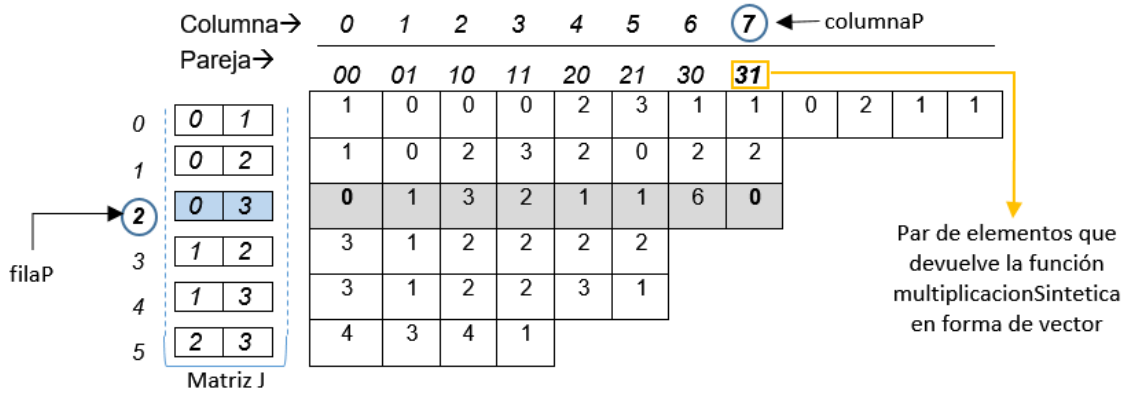 Columna→ 0 1 2 3 4 5 6 7 columnaP
Pareja→
00 01 10 11 20 21 30 31
0 0 1 1 0 0 0 2 3 1 1 0 2 1 1
1 0 2 1 0 2 3 2 0 2 2
2 0 3 0 1 3 2 1 1 6 0
3 1 2 3 1 2 2 2 2
4 1 3 3 1 2 2 3 1
5 2 3 4 3 4 1
filaP
Matriz J
Par de elementos que
devuelve la función
multiplicacionSintetica
en forma de vector